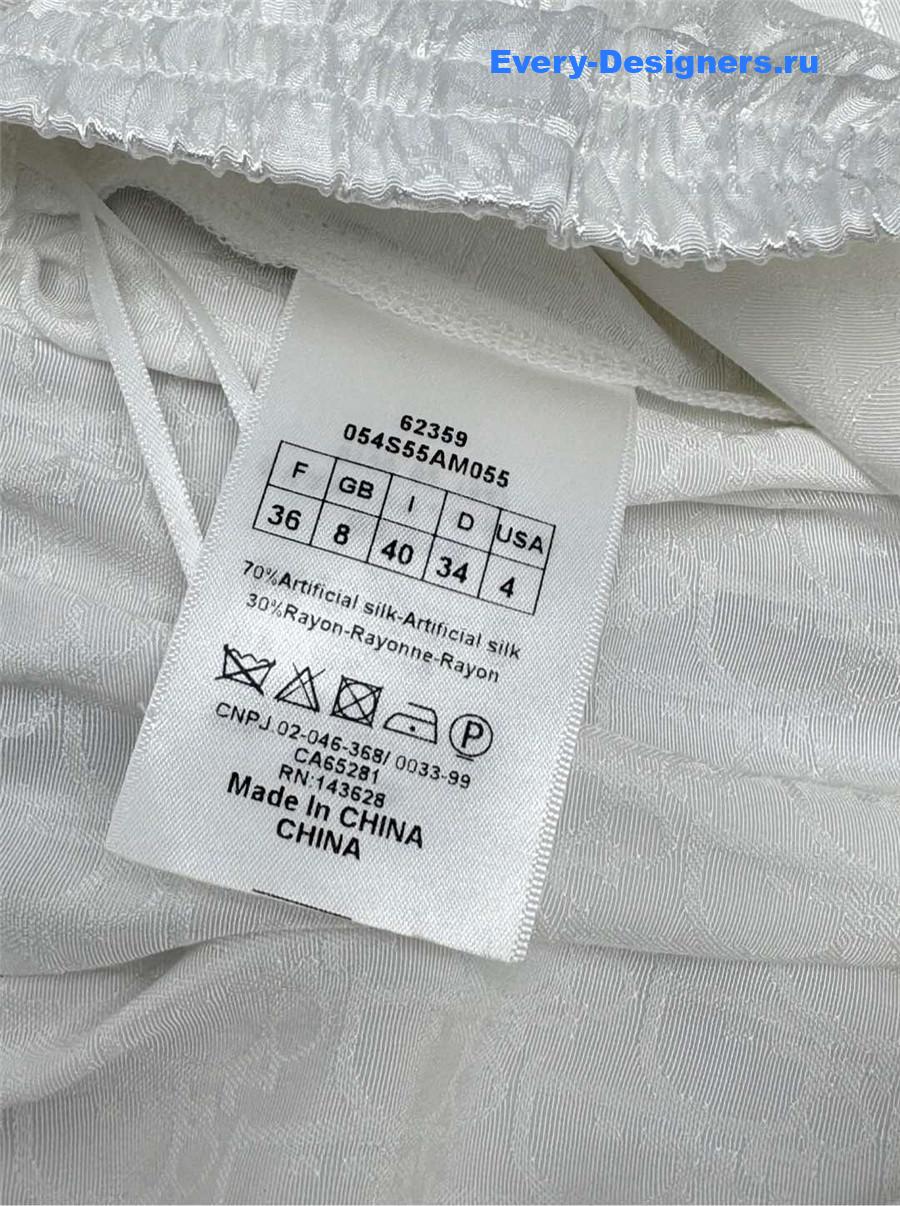 Every-Designers.ru
62359
054S55AM055
F GB I D USA
36 8 40 34 4
70%Artificial silk-Artificial silk
30%Rayon-Rayonne-Rayon
P
CNPJ.02-046-368/ 0033-99
CA65281
RN:143628
Made In CHINA
CHINA